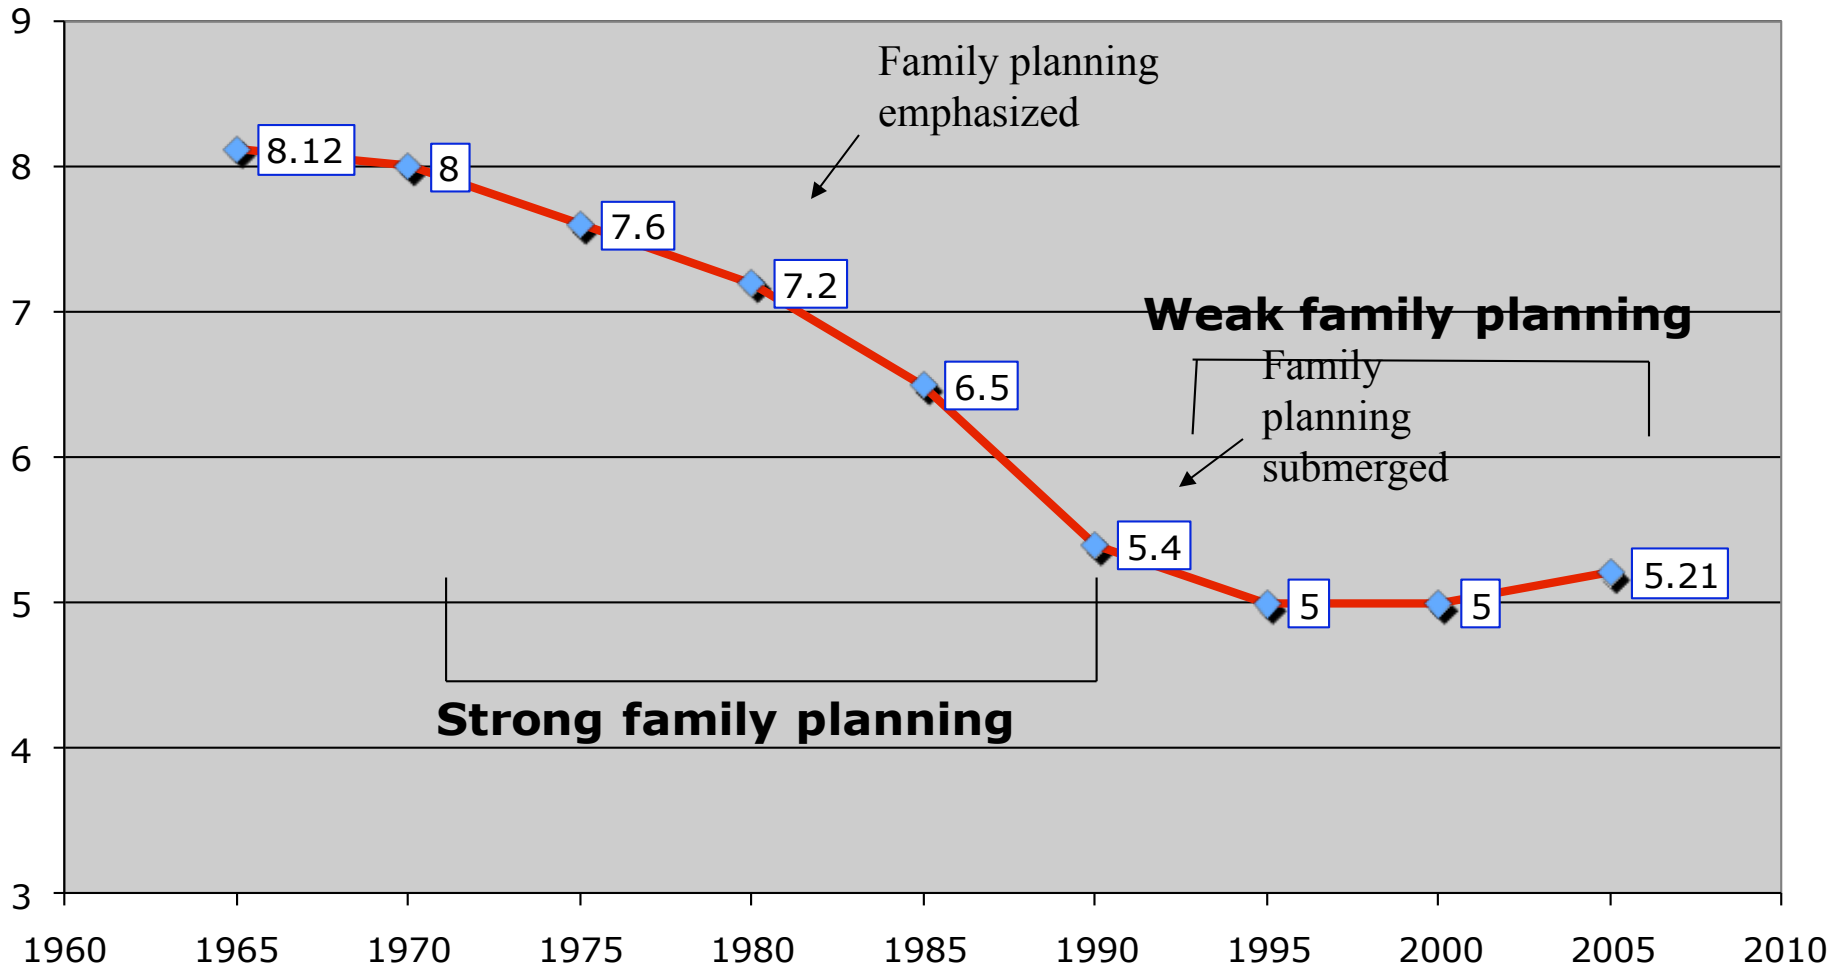 9
Family planning
emphasized
8.12
8
8
7.6
7.2
7
Weak family planning
Family
planning
submerged
6.5
6
5.4
5
5
5
5.21
Strong family planning
4
3
1960 1965 1970 1975 1980 1985 1990 1995 2000 2005 2010